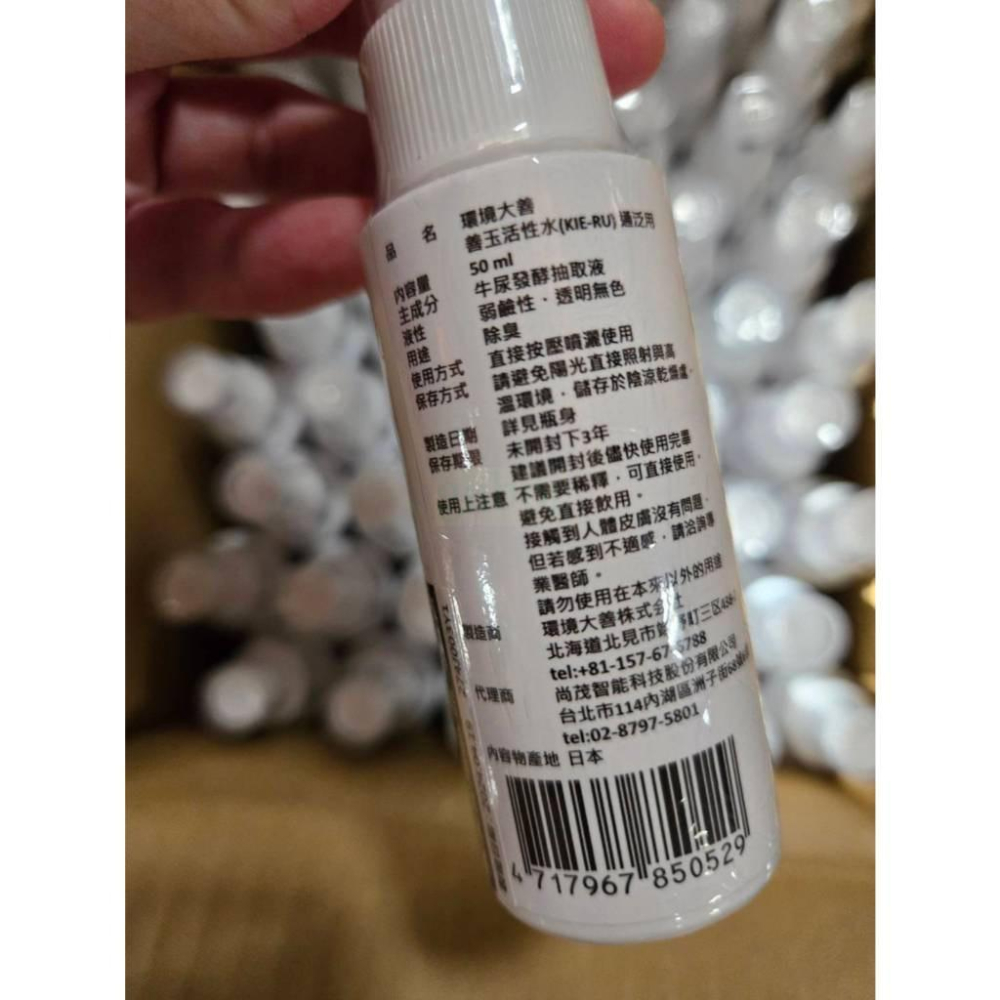 品名 環境大善
善玉活性水(KIE-RU) 通泛用
內容量 50 ml
主成分 牛尿發酵抽取液
液性 弱鹼性．透明無色
用途 除臭
使用方式 直接按壓噴灑使用
保存方式 請避免陽光直接照射與高
溫環境．儲存於陰涼乾燥處．
製造日期 詳見瓶身
保存期限 未開封下3年
建議開封後儘快使用完畢
使用上注意 不需要稀釋，可直接使用。
避免直接飲用。
接觸到人體皮膚沒有問題．
但若感到不適感，請洽詢專
業醫師。
請勿使用在本來以外的用途
製造商 環境大善株式会社
北海道北見市 三区
tel:+81-157-67-6788
代理商 尚茂智能科技股份有限公司
台北市114內湖區洲子街
tel:02-8797-5801
內容物產地 日本
4 717967 850529